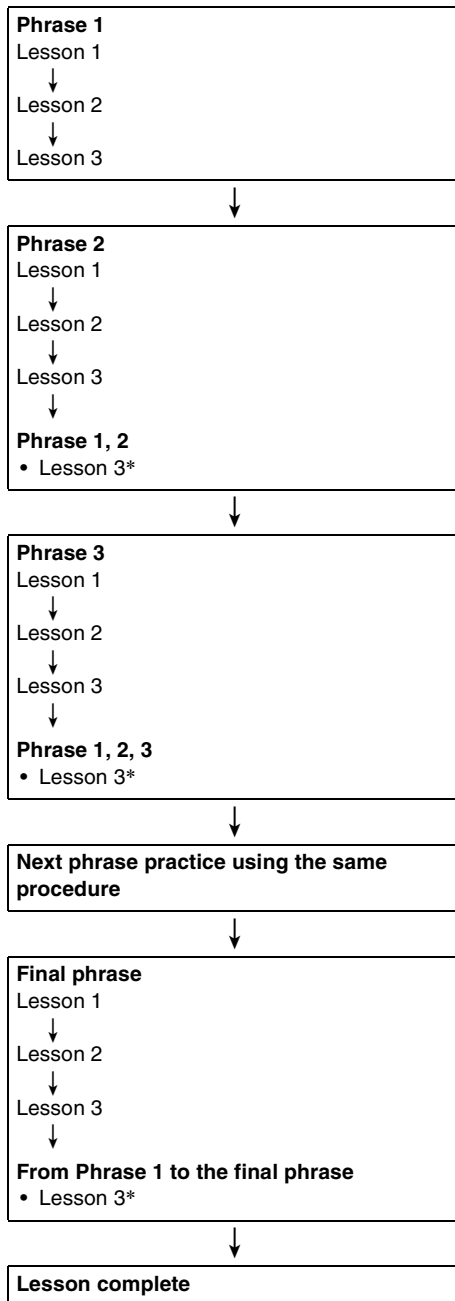 Phrase 1
Lesson 1
Lesson 2
Lesson 3
Phrase 2
Lesson 1
Lesson 2
Lesson 3
Phrase 1, 2
• Lesson 3*
Phrase 3
Lesson 1
Lesson 2
Lesson 3
Phrase 1, 2, 3
• Lesson 3*
Next phrase practice using the same
procedure
Final phrase
Lesson 1
Lesson 2
Lesson 3
From Phrase 1 to the final phrase
• Lesson 3*
Lesson complete